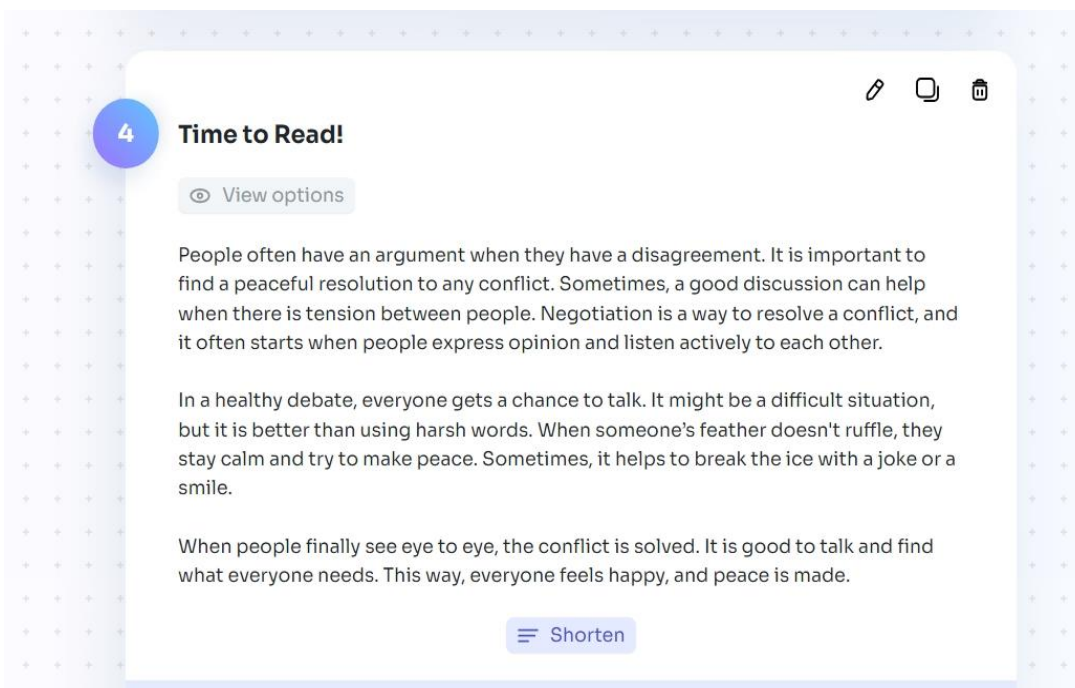 4
Time to Read!
View options
People often have an argument when they have a disagreement. It is important to
find a peaceful resolution to any conflict. Sometimes, a good discussion can help
when there is tension between people. Negotiation is a way to resolve a conflict, and
it often starts when people express opinion and listen actively to each other.
In a healthy debate, everyone gets a chance to talk. It might be a difficult situation,
but it is better than using harsh words. When someone’s feather doesn't ruffle, they
stay calm and try to make peace. Sometimes, it helps to break the ice with a joke or a
smile.
When people finally see eye to eye, the conflict is solved. It is good to talk and find
what everyone needs. This way, everyone feels happy, and peace is made.
Shorten